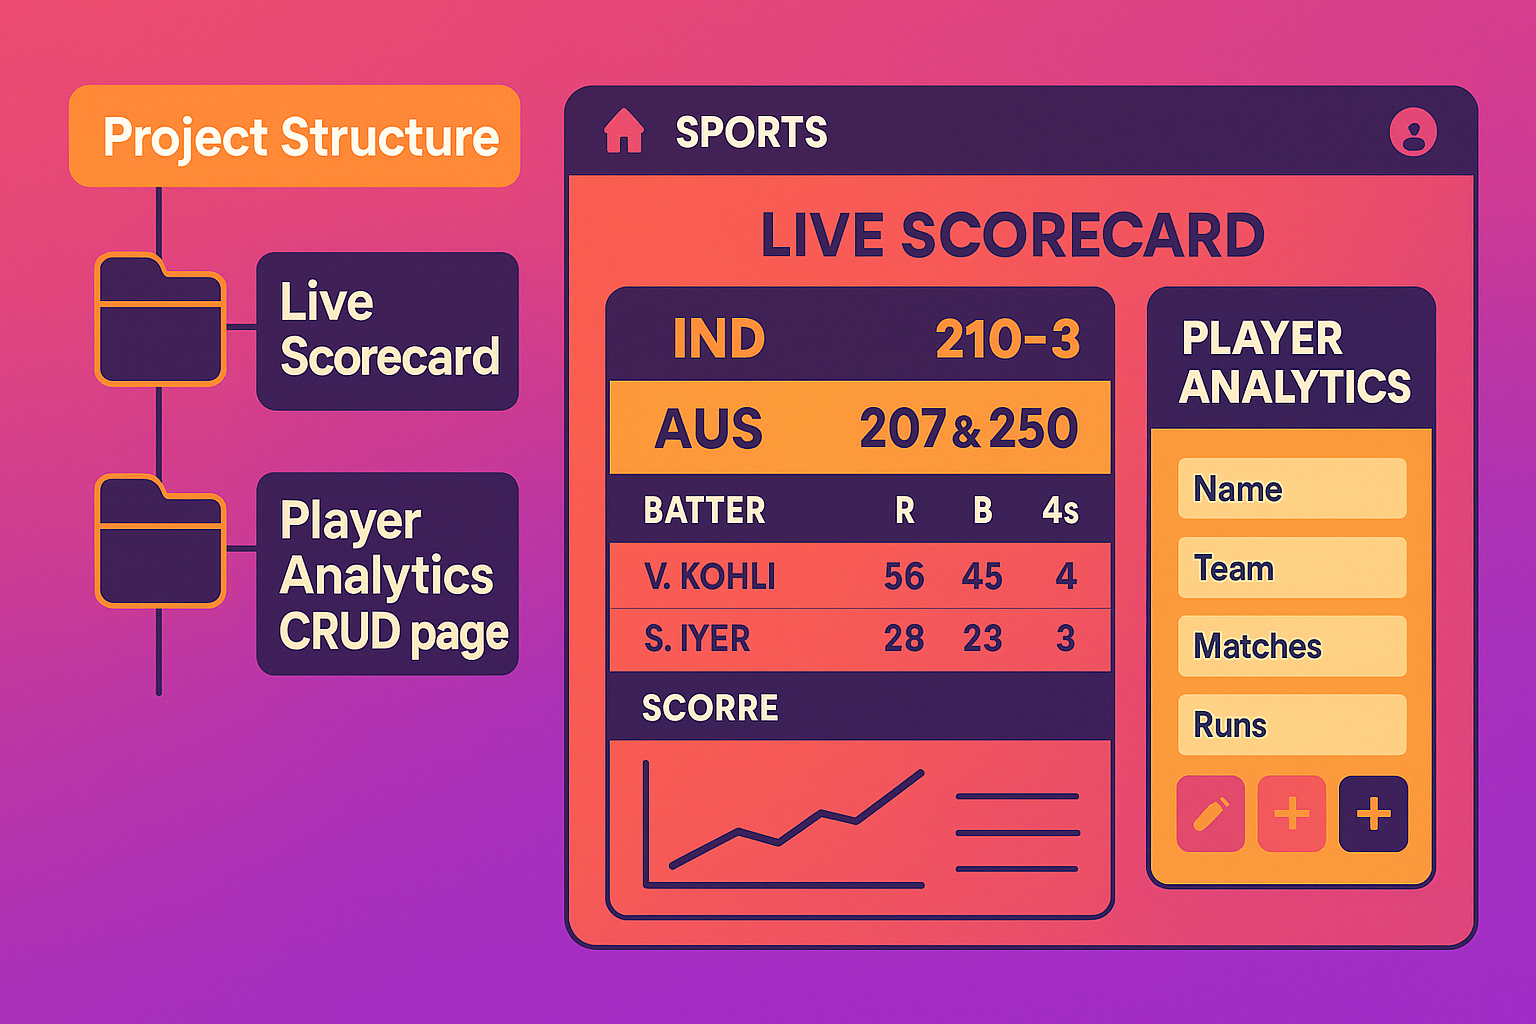 Project Structure
Live
Scorecard
Player
Analytics
CRUD page
SPORTS
LIVE SCORECARD
IND 210-3
AUS 207 & 250
BATTER R B 4s
V. KOHLI 56 45 4
S. IYER 28 23 3
SCORRE
PLAYER
ANALYTICS
Name
Team
Matches
Runs